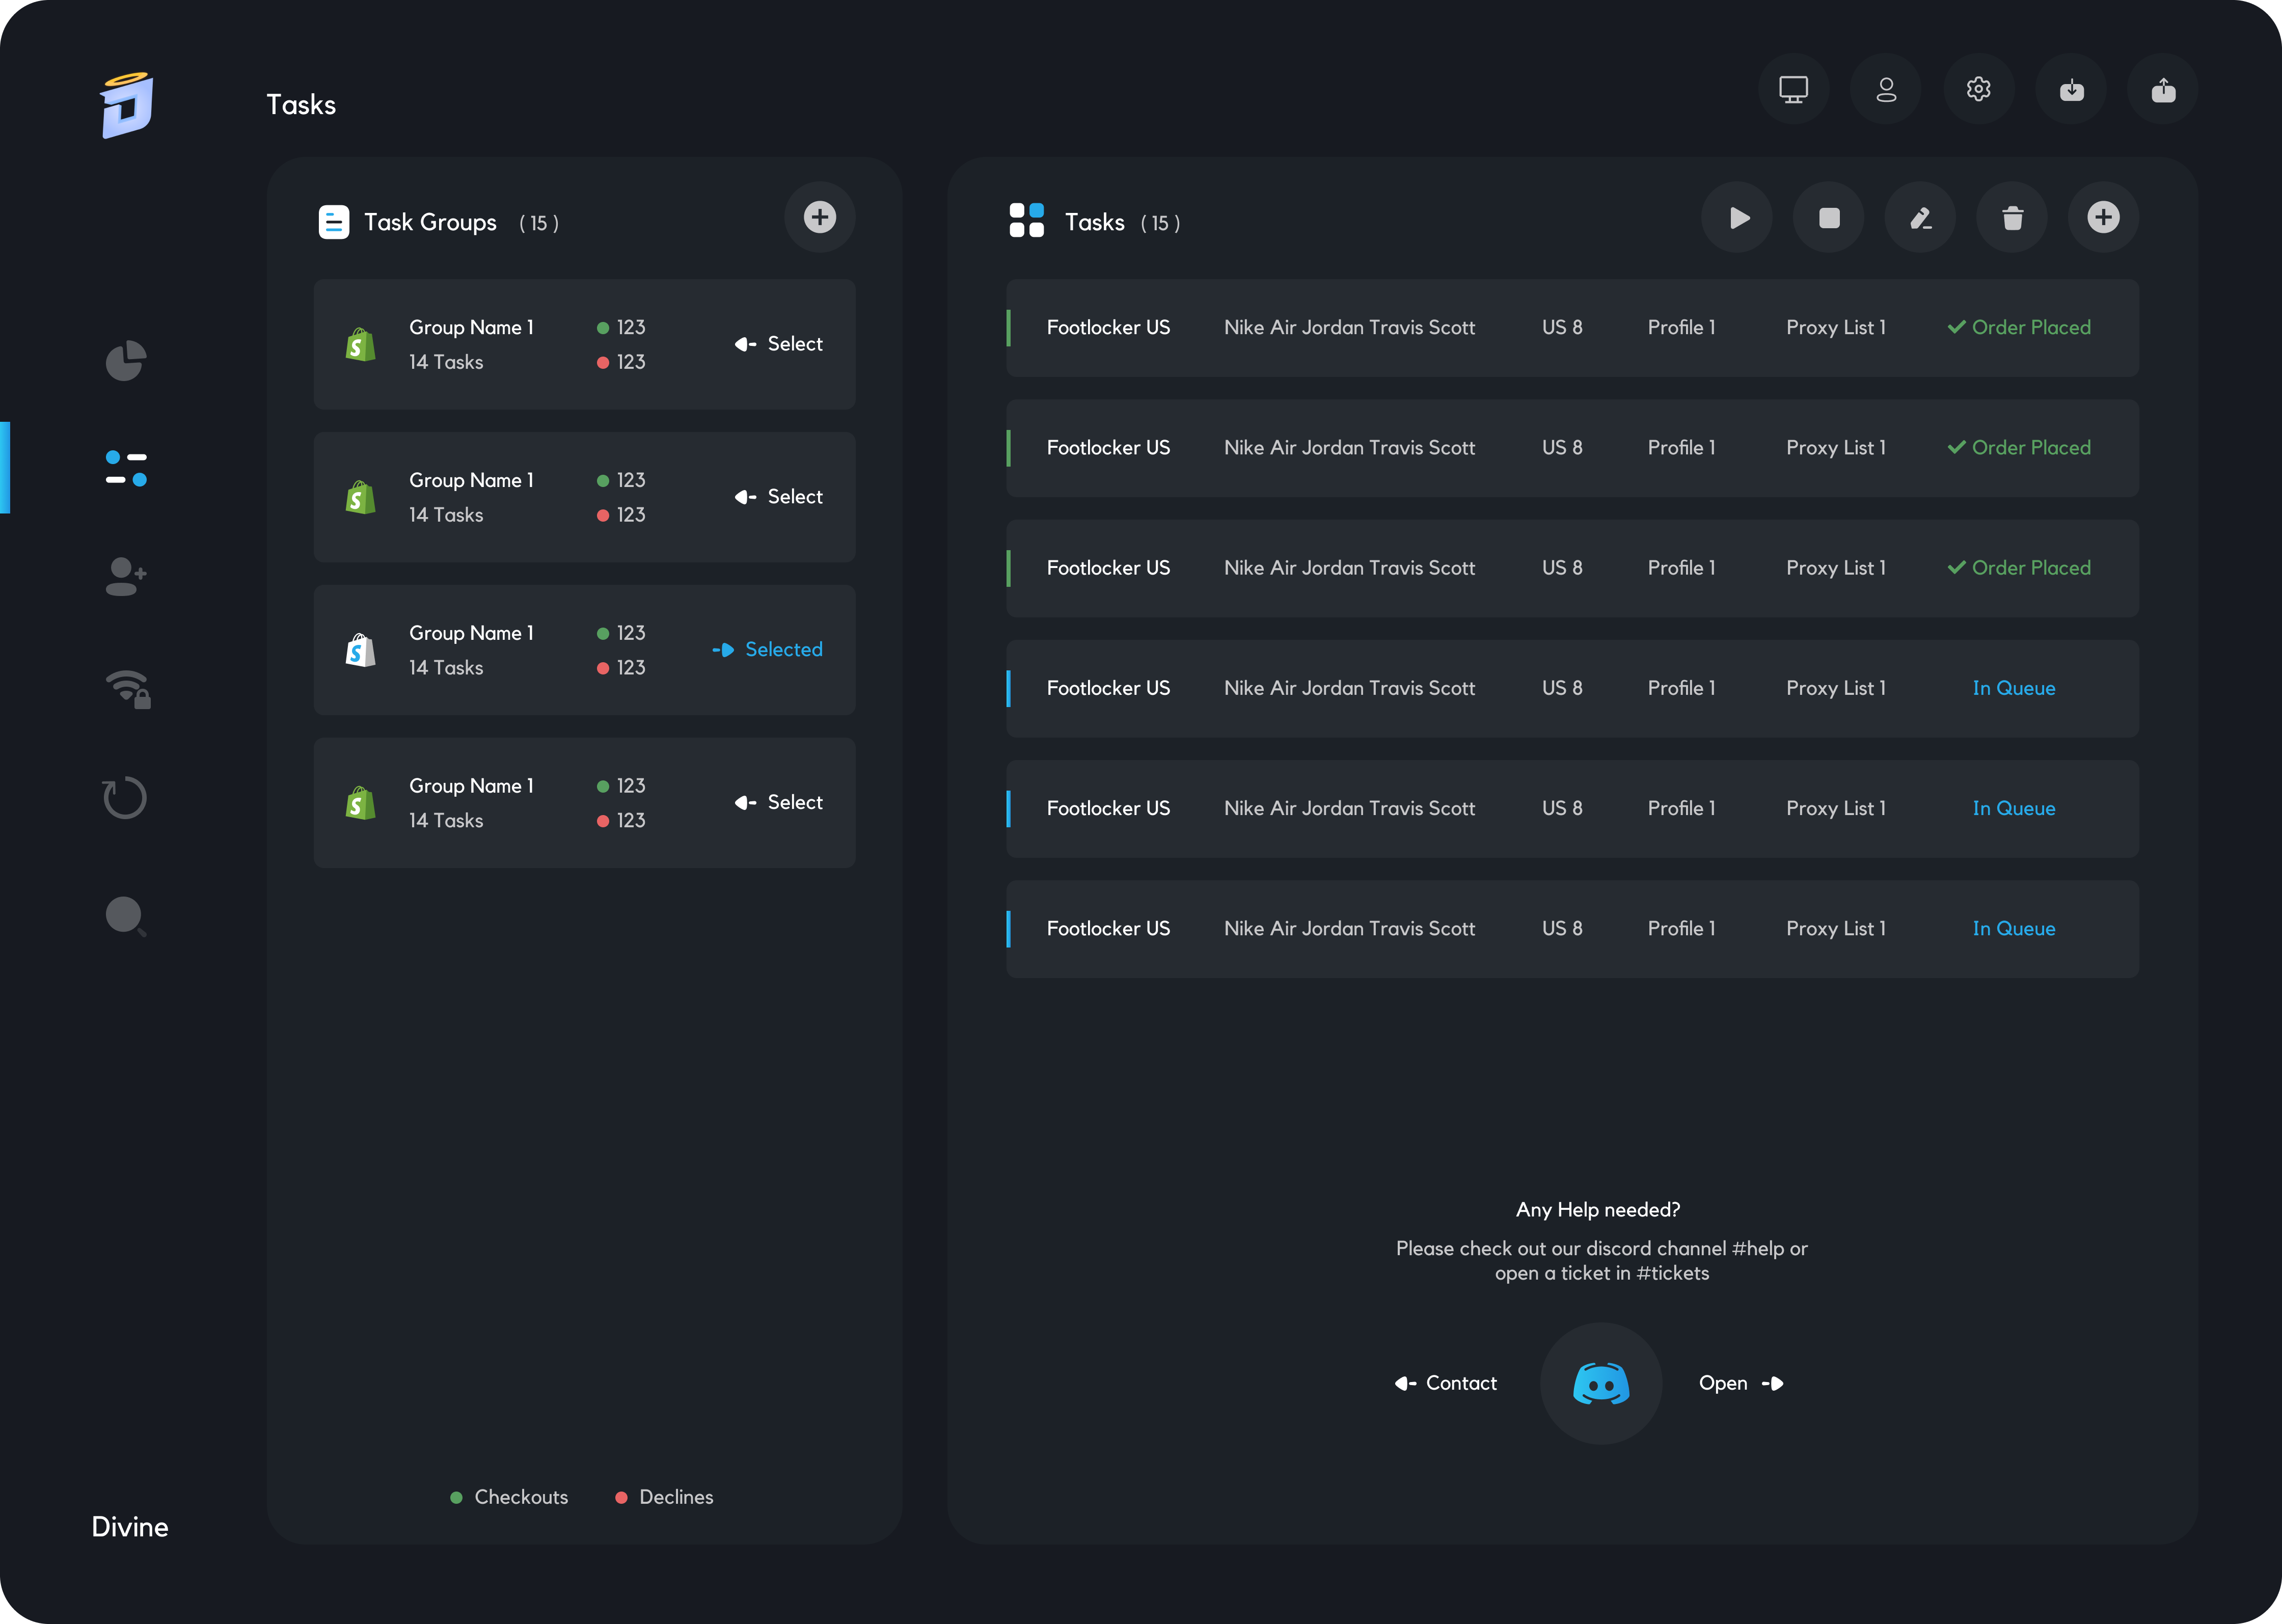 Tasks
Task Groups ( 15 )
Group Name 1 123
14 Tasks 123
Select
Group Name 1 123
14 Tasks 123
Select
Group Name 1 123
14 Tasks 123
Selected
Group Name 1 123
14 Tasks 123
Select
Checkouts Declines
Tasks ( 15 )
Footlocker US Nike Air Jordan Travis Scott US 8 Profile 1 Proxy List 1 Order Placed
Footlocker US Nike Air Jordan Travis Scott US 8 Profile 1 Proxy List 1 Order Placed
Footlocker US Nike Air Jordan Travis Scott US 8 Profile 1 Proxy List 1 Order Placed
Footlocker US Nike Air Jordan Travis Scott US 8 Profile 1 Proxy List 1 In Queue
Footlocker US Nike Air Jordan Travis Scott US 8 Profile 1 Proxy List 1 In Queue
Footlocker US Nike Air Jordan Travis Scott US 8 Profile 1 Proxy List 1 In Queue
Any Help needed?
Please check out our discord channel #help or
open a ticket in #tickets
Contact Open
Divine